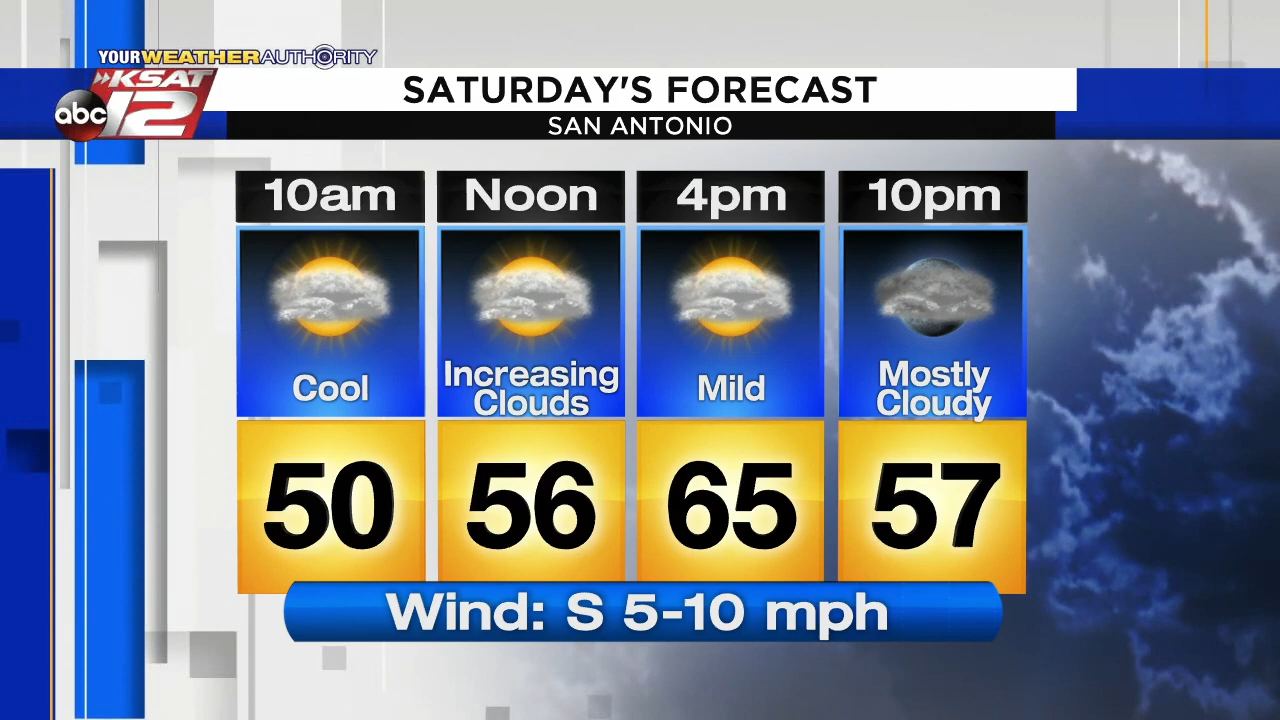 YOUR WEATHER AUTHORITY
KSAT
abc 12
SATURDAY'S FORECAST
SAN ANTONIO
10am Noon 4pm 10pm
Cool Increasing Clouds Mild Mostly Cloudy
50 56 65 57
Wind: S 5-10 mph